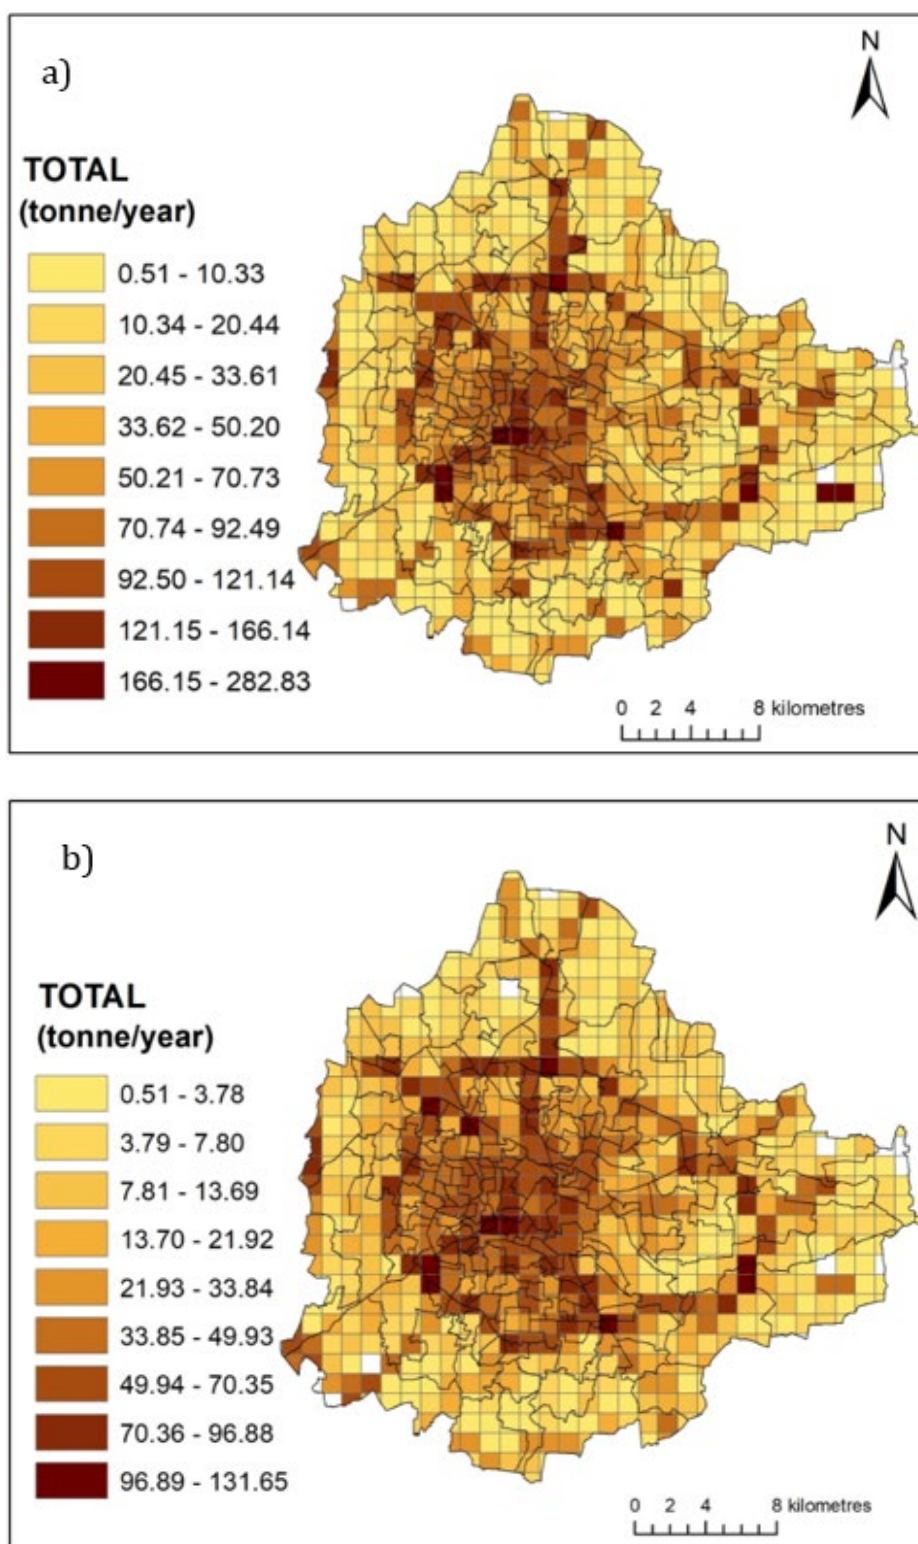 a)
N
TOTAL
(tonne/year)
0.51 - 10.33
10.34 - 20.44
20.45 - 33.61
33.62 - 50.20
50.21 - 70.73
70.74 - 92.49
92.50 - 121.14
121.15 - 166.14
166.15 - 282.83
0 2 4 8 kilometres
b)
N
TOTAL
(tonne/year)
0.51 - 3.78
3.79 - 7.80
7.81 - 13.69
13.70 - 21.92
21.93 - 33.84
33.85 - 49.93
49.94 - 70.35
70.36 - 96.88
96.89 - 131.65
0 2 4 8 kilometres